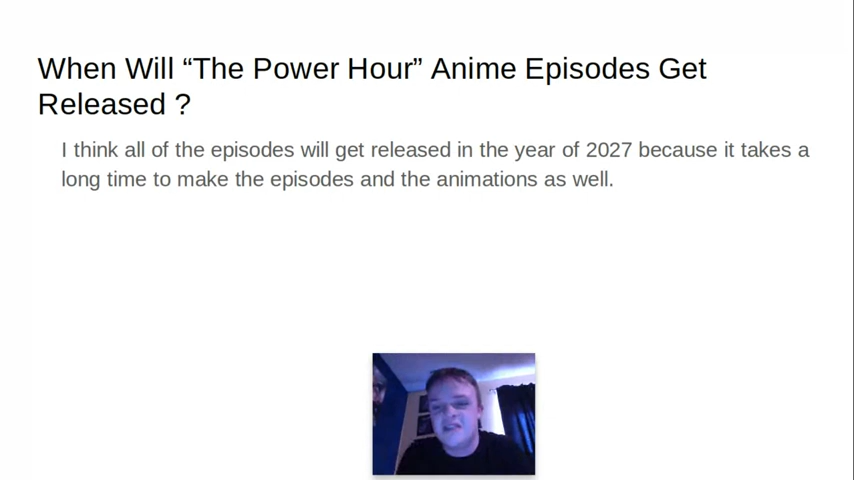 When Will “The Power Hour” Anime Episodes Get
Released ?
I think all of the episodes will get released in the year of 2027 because it takes a
long time to make the episodes and the animations as well.